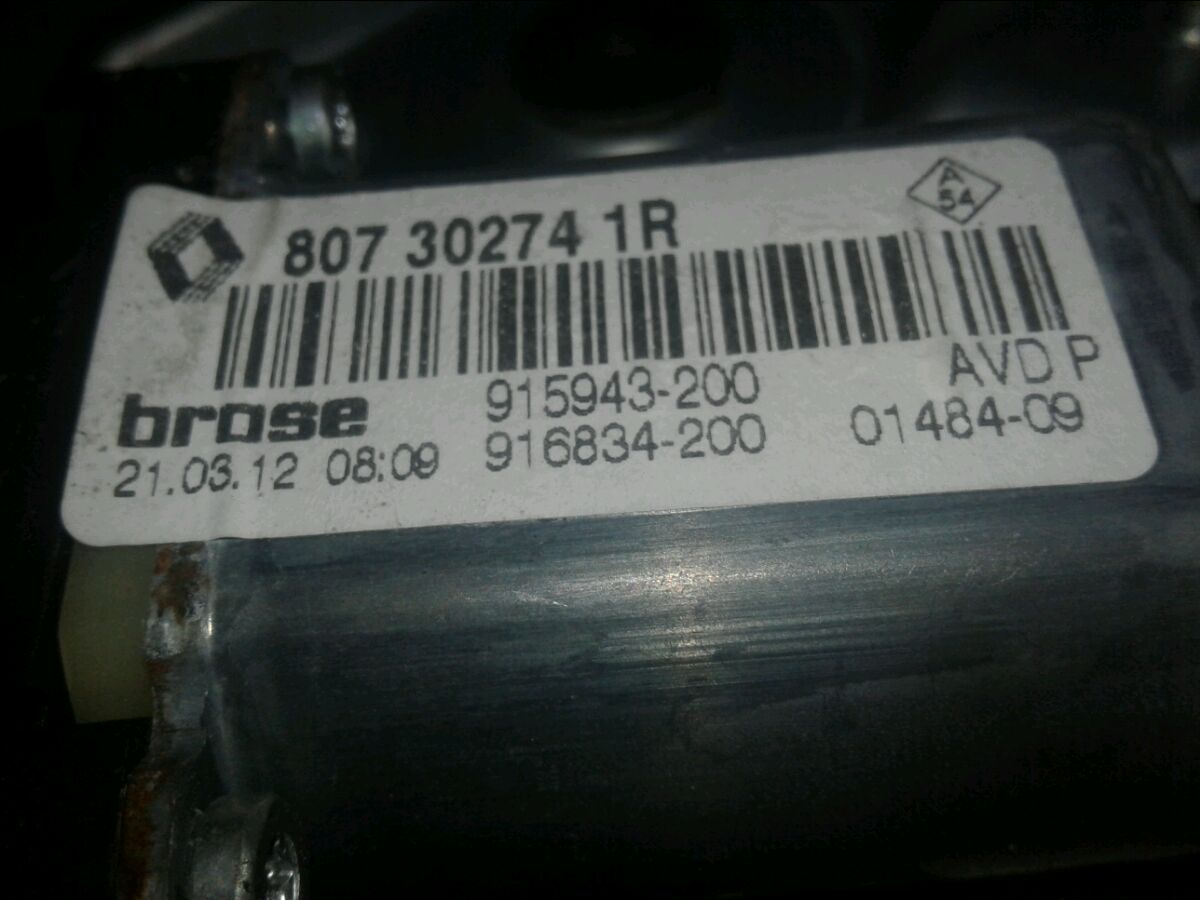 A
54
807 30274 1R
915943-200 AVD P
brose
916834-200 01484-09
21.03.12 08:09